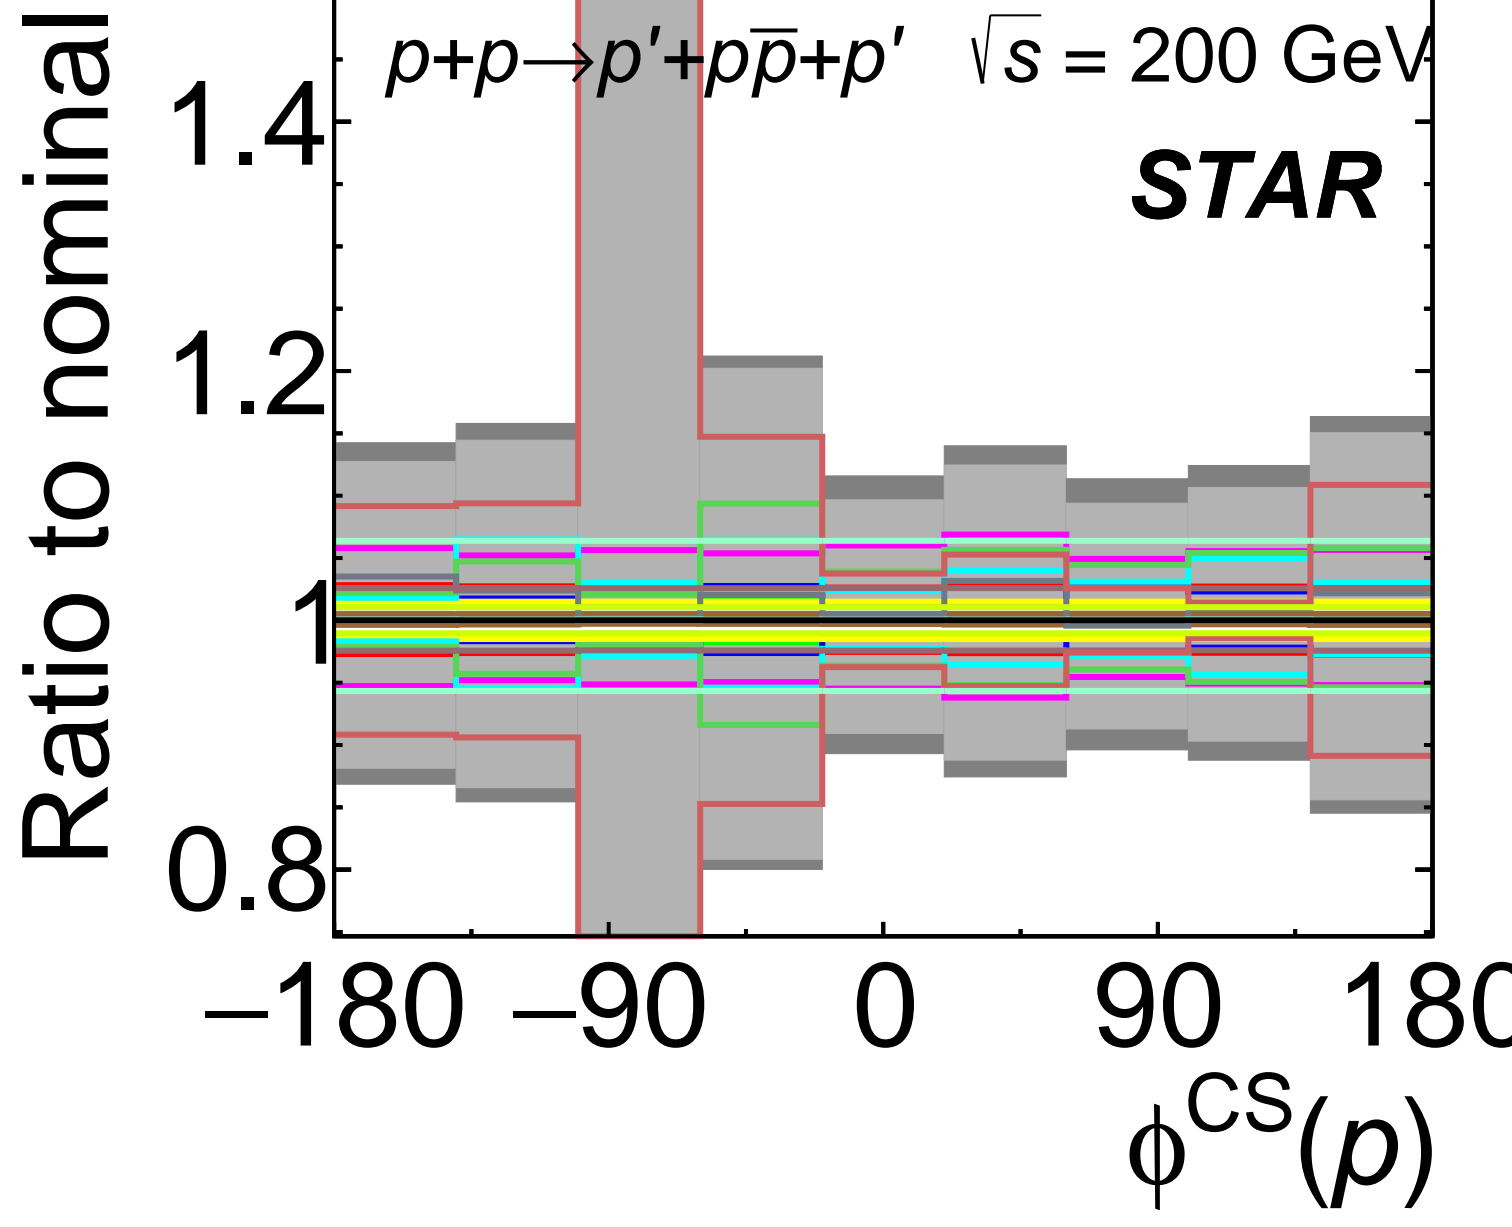 p+p→p′+pp̅+p′ √s = 200 GeV
STAR
Ratio to nominal
1.4
1.2
1
0.8
−180 −90 0 90 180
ϕ^CS(p)